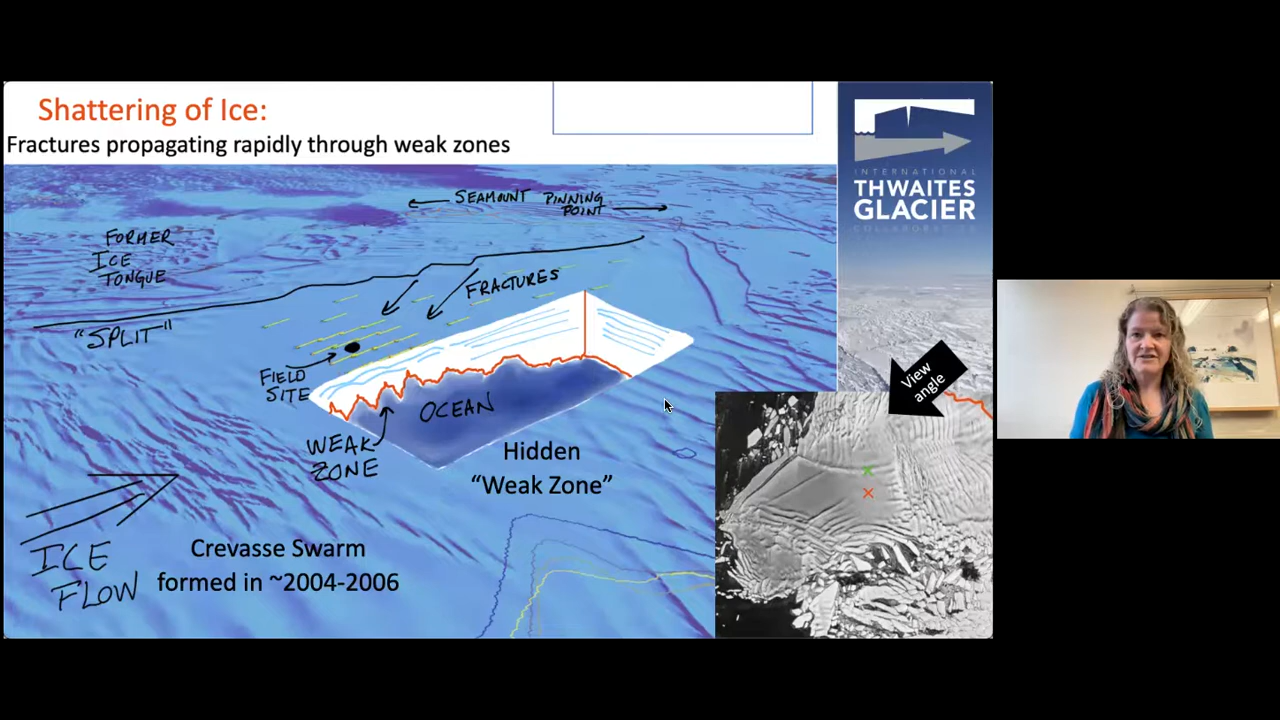 Shattering of Ice:
Fractures propagating rapidly through weak zones
SEAMOUNT PINNING
POINT
FORMER
ICE
TONGUE
"SPLIT"
FRACTURES
FIELD
SITE
OCEAN
WEAK
ZONE
Hidden
"Weak Zone"
ICE
FLOW
Crevasse Swarm
formed in ~2004-2006
INTERNATIONAL
THWAITES
GLACIER
COLLABORATION
View
angle